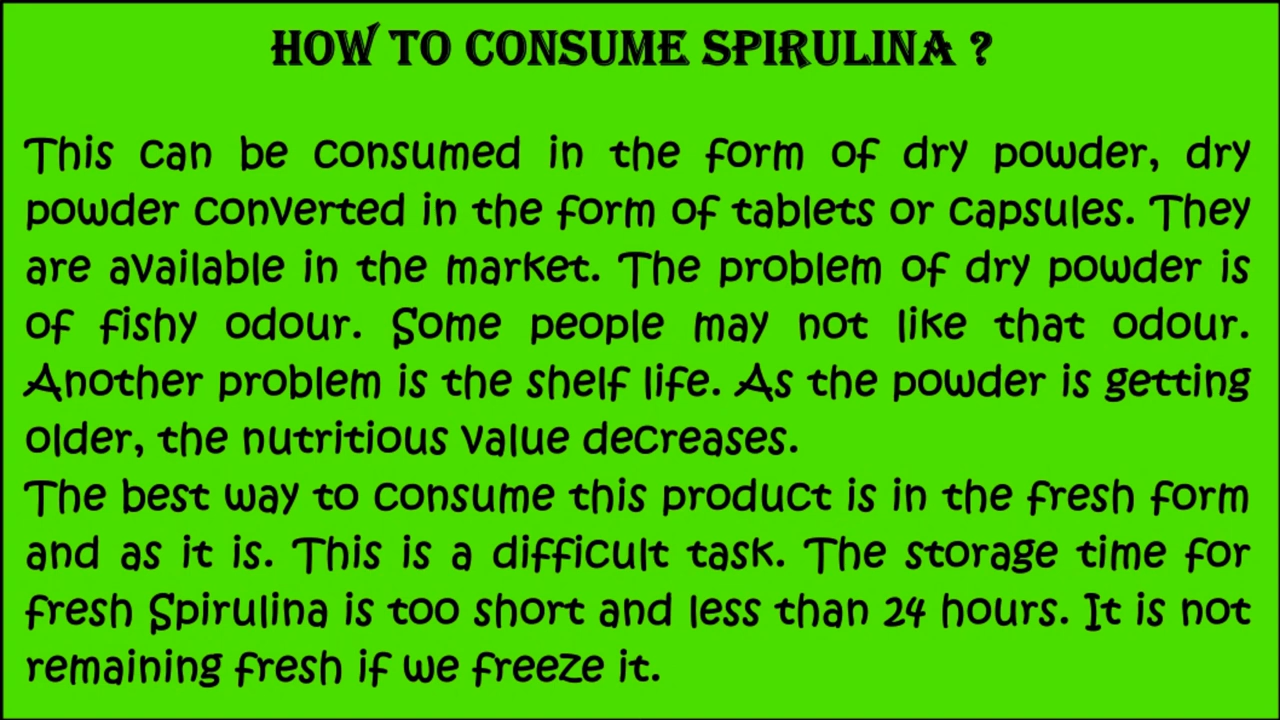 HOW TO CONSUME SPIRULINA ?
This can be consumed in the form of dry powder, dry
powder converted in the form of tablets or capsules. They
are available in the market. The problem of dry powder is
of fishy odour. Some people may not like that odour.
Another problem is the shelf life. As the powder is getting
older, the nutritious value decreases.
The best way to consume this product is in the fresh form
and as it is. This is a difficult task. The storage time for
fresh Spirulina is too short and less than 24 hours. It is not
remaining fresh if we freeze it.